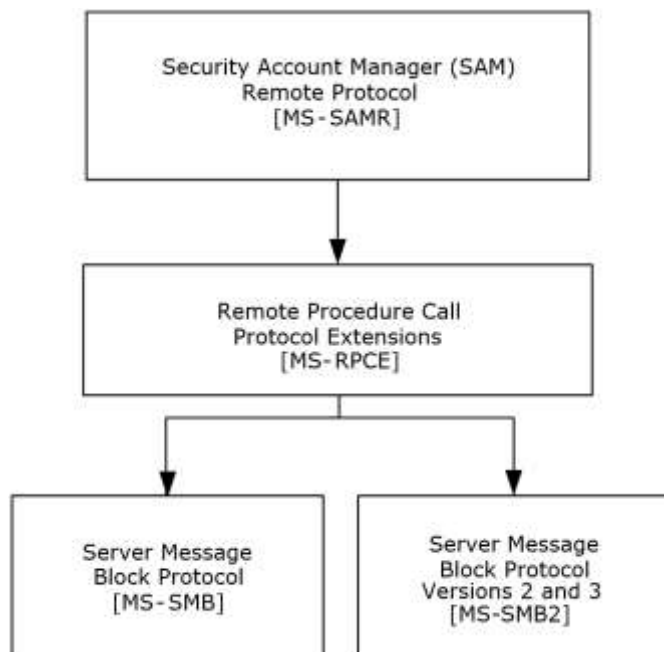 Security Account Manager (SAM)
Remote Protocol
[MS-SAMR]
Remote Procedure Call
Protocol Extensions
[MS-RPCE]
Server Message
Block Protocol
[MS-SMB]
Server Message
Block Protocol
Versions 2 and 3
[MS-SMB2]